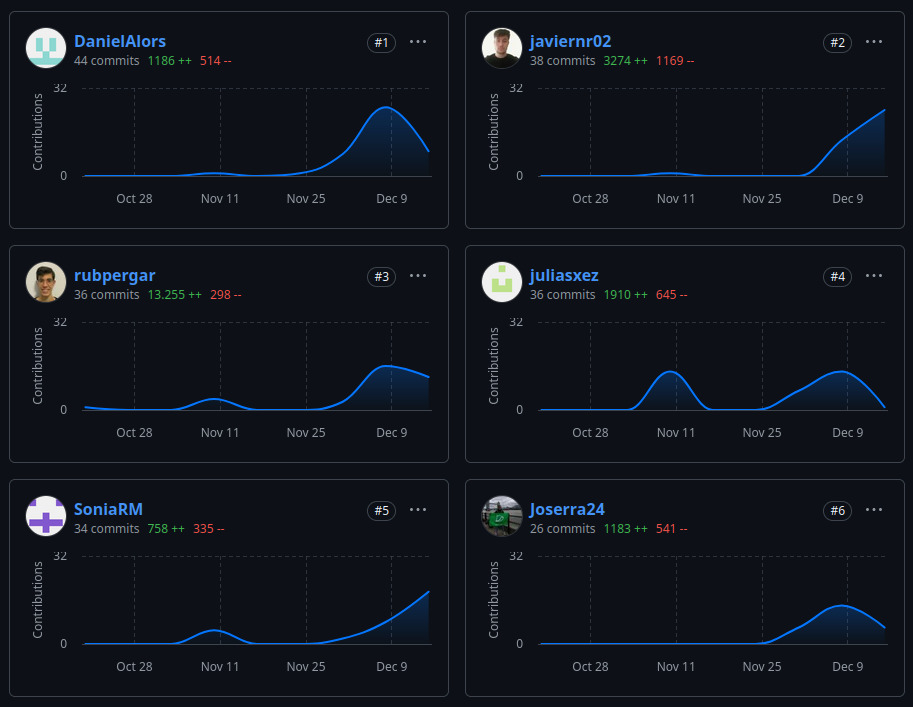 DanielAlors
#1
44 commits 1186 ++ 514 --
Contributions
32
0
Oct 28 Nov 11 Nov 25 Dec 9
javiernr02
#2
38 commits 3274 ++ 1169 --
Contributions
32
0
Oct 28 Nov 11 Nov 25 Dec 9
rubpergar
#3
36 commits 13.255 ++ 298 --
Contributions
32
0
Oct 28 Nov 11 Nov 25 Dec 9
juliasxez
#4
36 commits 1910 ++ 645 --
Contributions
32
0
Oct 28 Nov 11 Nov 25 Dec 9
SoniaRM
#5
34 commits 758 ++ 335 --
Contributions
32
0
Oct 28 Nov 11 Nov 25 Dec 9
Joserra24
#6
26 commits 1183 ++ 541 --
Contributions
32
0
Oct 28 Nov 11 Nov 25 Dec 9